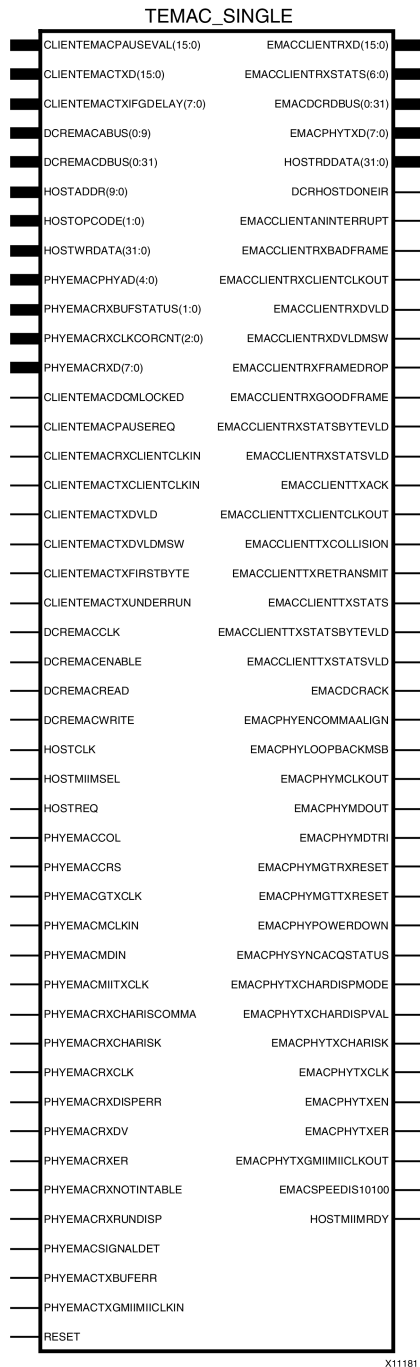 TEMAC_SINGLE
CLIENTEMACPAUSEVAL(15:0) EMACCLIENTRXD(15:0)
CLIENTEMACTXD(15:0) EMACCLIENTRXSTATS(6:0)
CLIENTEMACTXIFGDELAY(7:0) EMACDCRDBUS(0:31)
DCREMACABUS(0:9) EMACPHYTXD(7:0)
DCREMACDBUS(0:31) HOSTRDDATA(31:0)
HOSTADDR(9:0) DCRHOSTDONEIR
HOSTOPCODE(1:0) EMACCLIENTANINTERRUPT
HOSTWRDATA(31:0) EMACCLIENTRXBADFRAME
PHYEMACPHYAD(4:0) EMACCLIENTRXCLIENTCLKOUT
PHYEMACRXBUFSTATUS(1:0) EMACCLIENTRXDVLD
PHYEMACRXCLKCORCNT(2:0) EMACCLIENTRXDVLDMSW
PHYEMACRXD(7:0) EMACCLIENTRXFRAMEDROP
CLIENTEMACDCMLOCKED EMACCLIENTRXGOODFRAME
CLIENTEMACPAUSEREQ EMACCLIENTRXSTATSBYTEVLD
CLIENTEMACRXCLIENTCLKIN EMACCLIENTRXSTATSVLD
CLIENTEMACTXCLIENTCLKIN EMACCLIENTTXACK
CLIENTEMACTXDVLD EMACCLIENTTXCLIENTCLKOUT
CLIENTEMACTXDVLDMSW EMACCLIENTTXCOLLISION
CLIENTEMACTXFIRSTBYTE EMACCLIENTTXRETRANSMIT
CLIENTEMACTXUNDERRUN EMACCLIENTTXSTATS
DCREMACCLK EMACCLIENTTXSTATSBYTEVLD
DCREMACENABLE EMACCLIENTTXSTATSVLD
DCREMACREAD EMACDCRACK
DCREMACWRITE EMACPHYENCOMMAALIGN
HOSTCLK EMACPHYLOOPBACKMSB
HOSTMIIMSEL EMACPHYMCLKOUT
HOSTREQ EMACPHYMDOUT
PHYEMACCOL EMACPHYMDTRI
PHYEMACCRS EMACPHYMGTRXRESET
PHYEMACGTXCLK EMACPHYMGTTXRESET
PHYEMACMCLKIN EMACPHYPOWERDOWN
PHYEMACMDIN EMACPHYSYNCACQSTATUS
PHYEMACMIITXCLK EMACPHYTXCHARDISPMODE
PHYEMACRXCHARISCOMMA EMACPHYTXCHARDISPVAL
PHYEMACRXCHARISK EMACPHYTXCHARISK
PHYEMACRXCLK EMACPHYTXCLK
PHYEMACRXDISPERR EMACPHYTXEN
PHYEMACRXDV EMACPHYTXER
PHYEMACRXER EMACPHYTXGMIIMIICLKOUT
PHYEMACRXNOTINTABLE EMACSPEEDIS10100
PHYEMACRXRUNDISP HOSTMIIMRDY
PHYEMACSIGNALDET
PHYEMACTXBUFERR
PHYEMACTXGMIIMIICLKIN
RESET
X11181